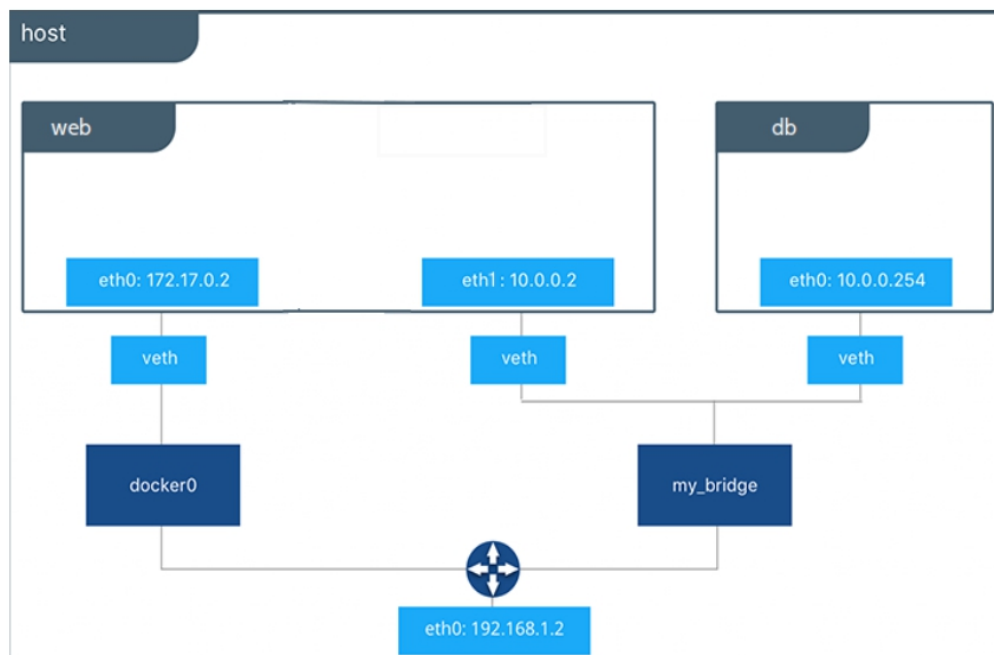 host
web
db
eth0: 172.17.0.2
eth1 : 10.0.0.2
eth0: 10.0.0.254
veth
veth
veth
docker0
my_bridge
eth0: 192.168.1.2